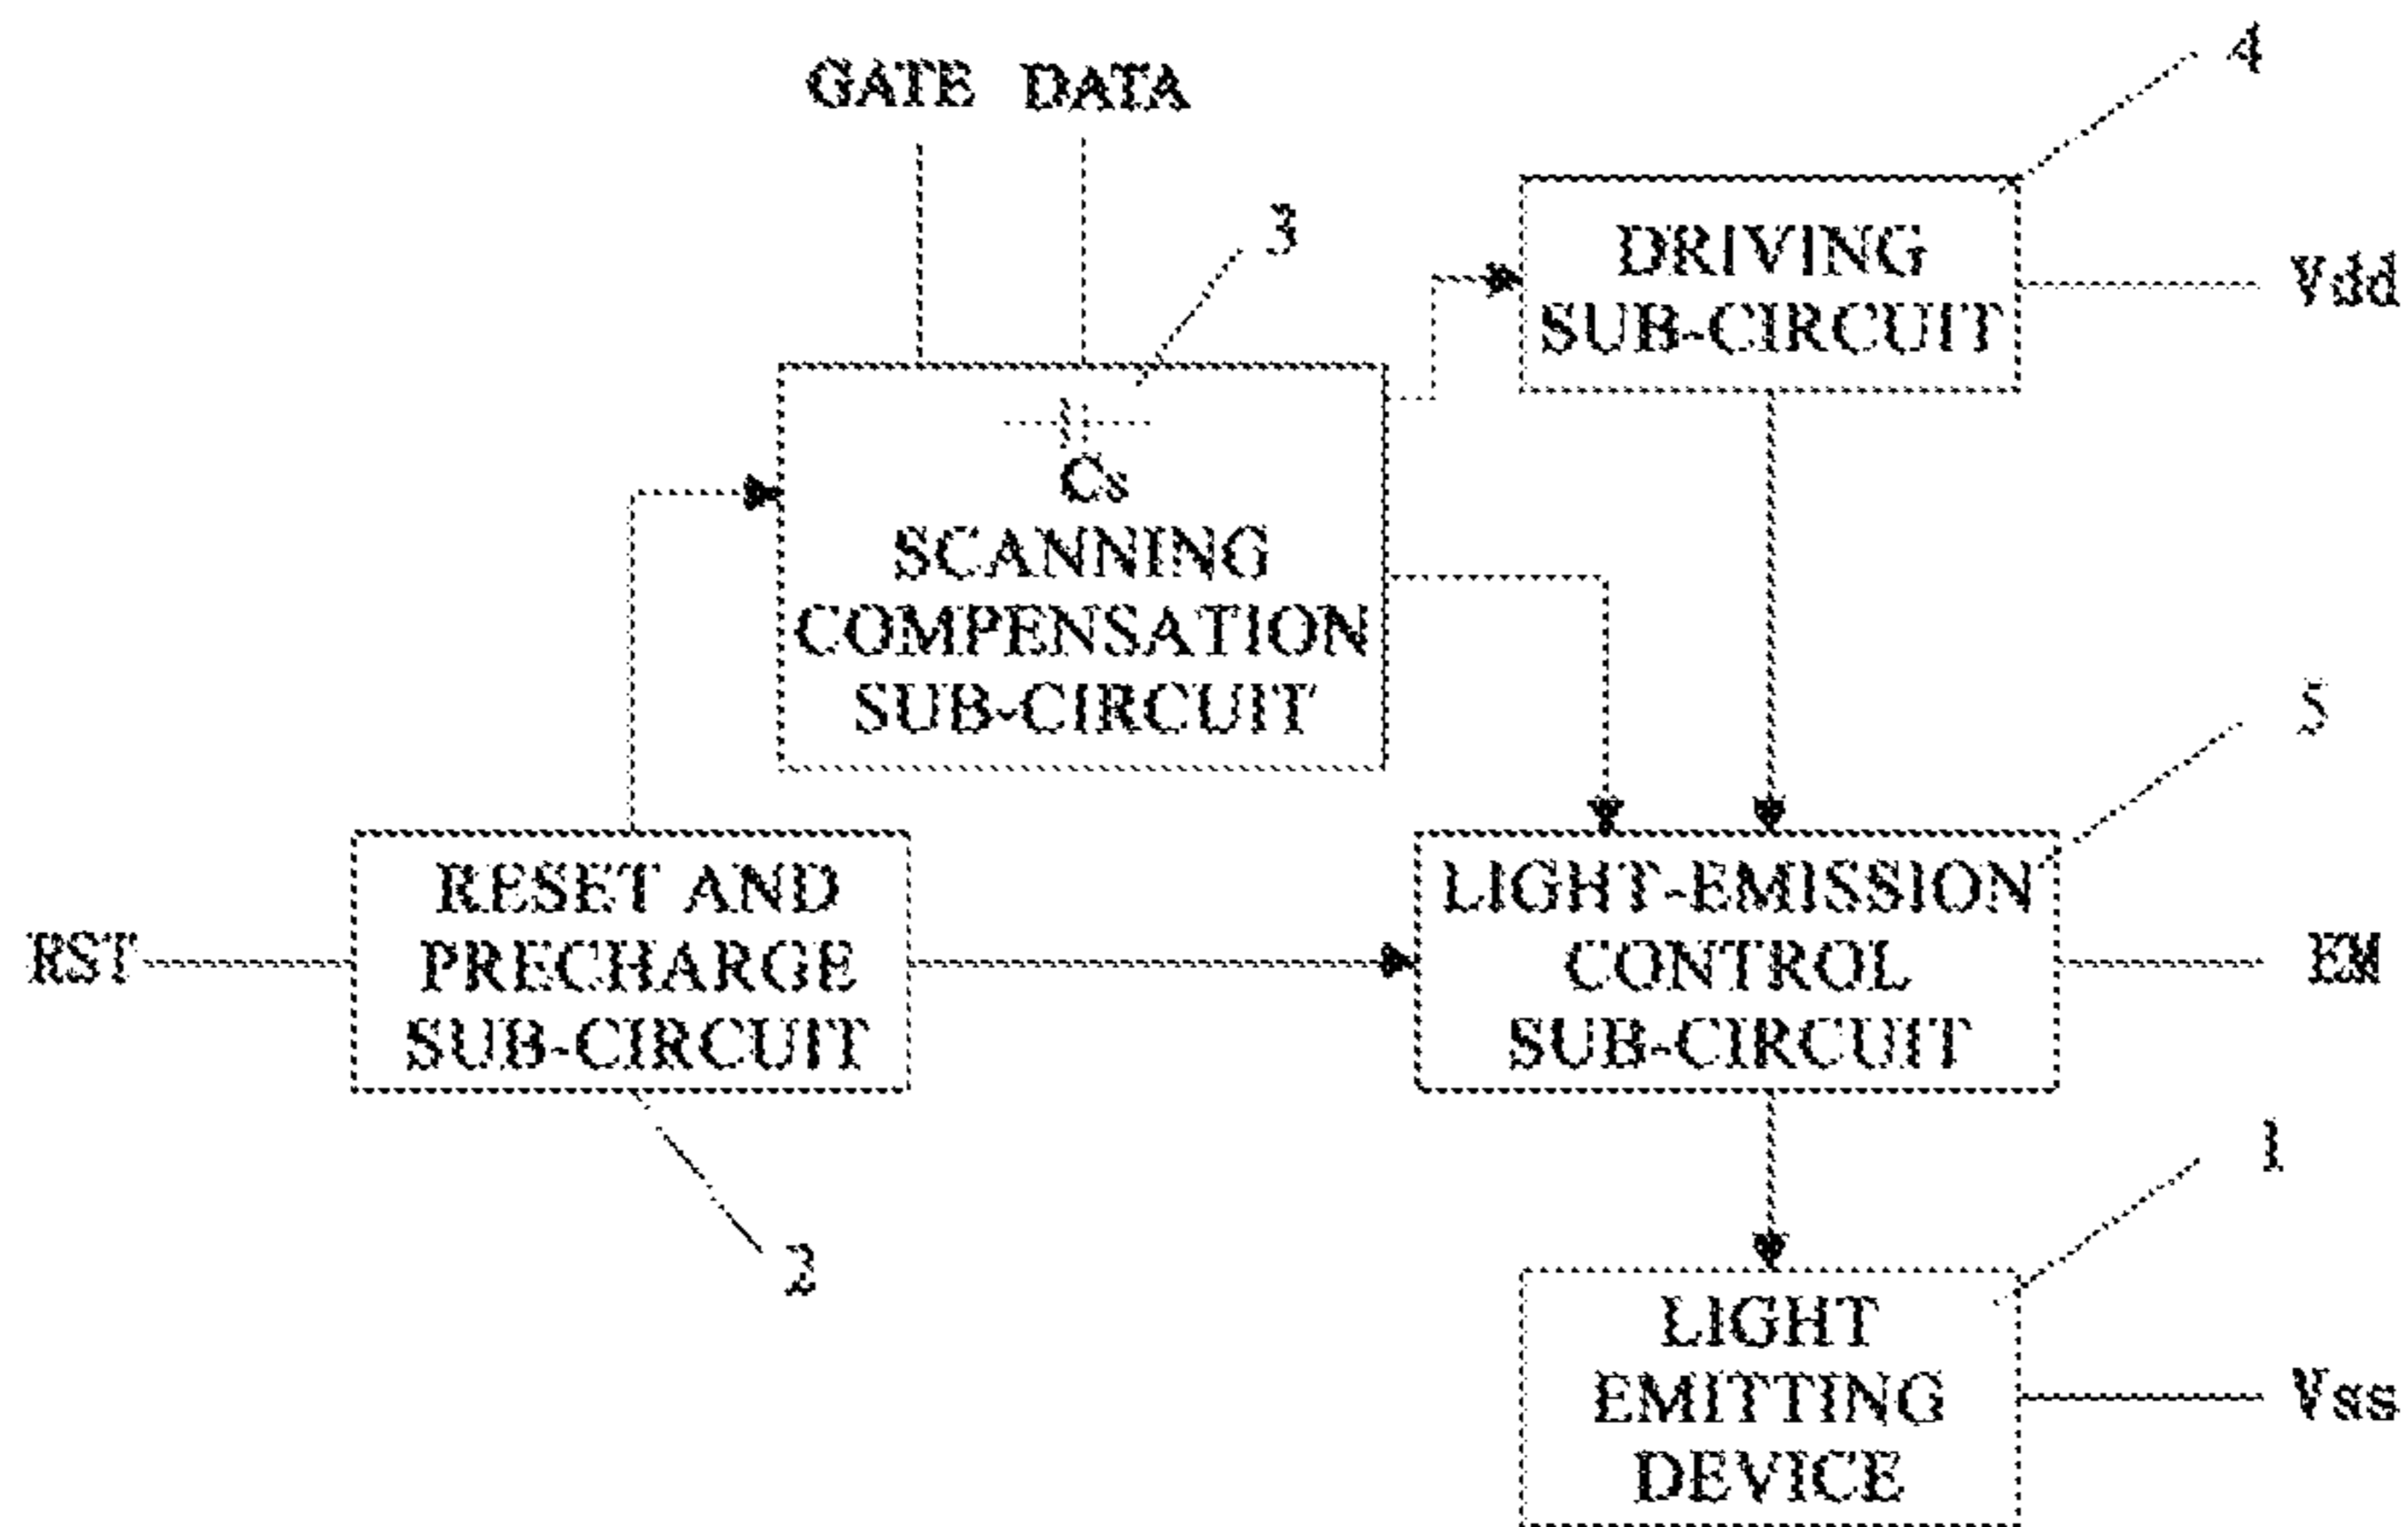 4
GATE DATA
3
DRIVING
SUB-CIRCUIT
Vdd
Cs
SCANNING
COMPENSATION
SUB-CIRCUIT
5
RST
RESET AND
PRECHARGE
SUB-CIRCUIT
LIGHT-EMISSION
CONTROL
SUB-CIRCUIT
EM
2
1
LIGHT
EMITTING
DEVICE
Vss